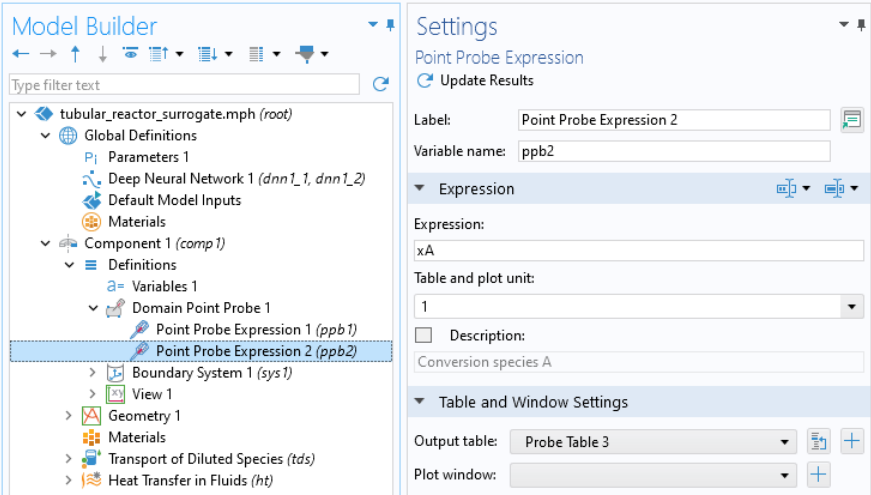 Model Builder
Type filter text
tubular_reactor_surrogate.mph (root)
Global Definitions
Pi Parameters 1
Deep Neural Network 1 (dnn1_1, dnn1_2)
Default Model Inputs
Materials
Component 1 (comp1)
Definitions
a= Variables 1
Domain Point Probe 1
Point Probe Expression 1 (ppb1)
Point Probe Expression 2 (ppb2)
Boundary System 1 (sys1)
xy View 1
Geometry 1
Materials
Transport of Diluted Species (tds)
Heat Transfer in Fluids (ht)
Settings
Point Probe Expression
Update Results
Label: Point Probe Expression 2
Variable name: ppb2
Expression
Expression:
xA
Table and plot unit:
1
Description:
Conversion species A
Table and Window Settings
Output table: Probe Table 3
Plot window: